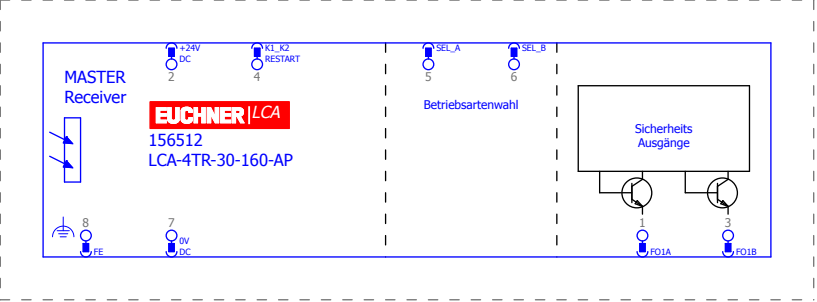 +24V
DC
2
K1_K2
RESTART
4
SEL_A
5
SEL_B
6
MASTER
Receiver
EUCHNER|LCA
156512
LCA-4TR-30-160-AP
Betriebsartenwahl
Sicherheits
Ausgänge
8
FE
7
0V
DC
1
FO1A
3
FO1B